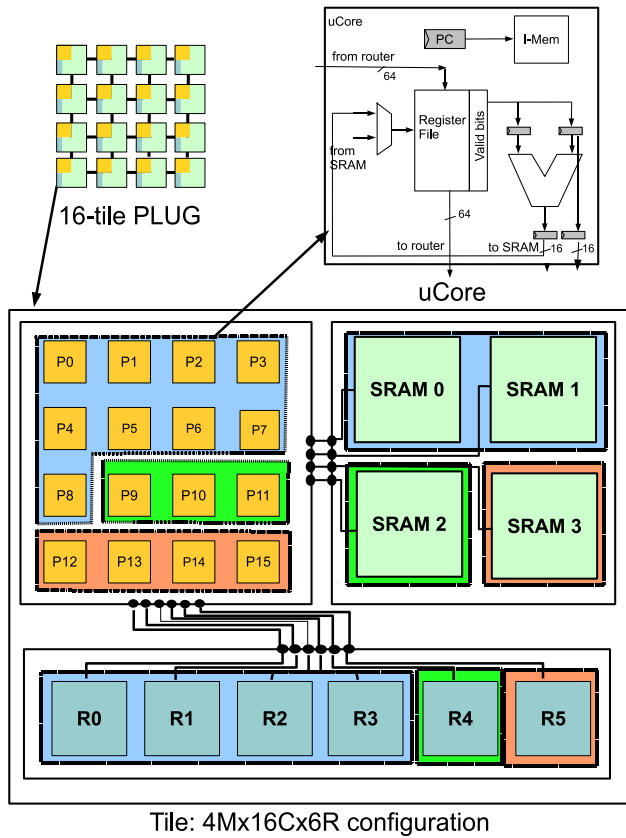 uCore
PC
I-Mem
from router
64
Register
File
Valid bits
from
SRAM
64
to router
to SRAM
16
16
16-tile PLUG
uCore
P0
P1
P2
P3
P4
P5
P6
P7
P8
P9
P10
P11
P12
P13
P14
P15
SRAM 0
SRAM 1
SRAM 2
SRAM 3
R0
R1
R2
R3
R4
R5
Tile: 4Mx16Cx6R configuration